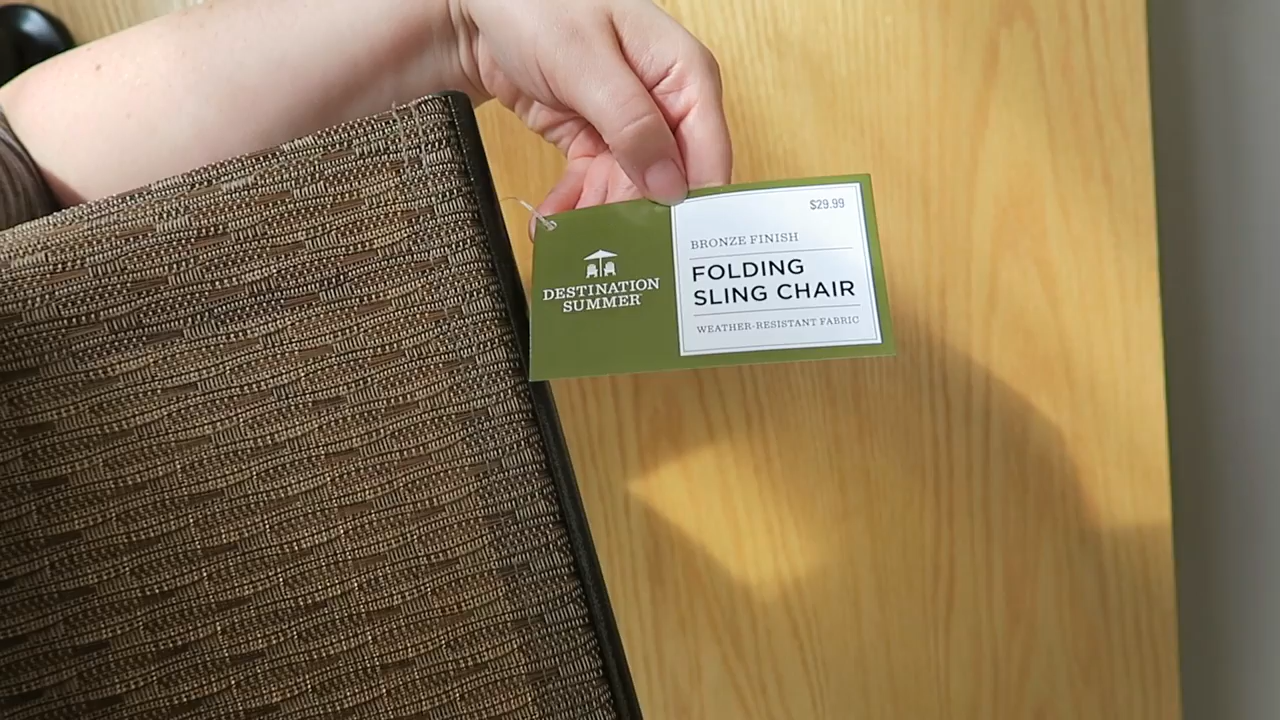 DESTINATION
SUMMER
$29.99
BRONZE FINISH
FOLDING
SLING CHAIR
WEATHER-RESISTANT FABRIC